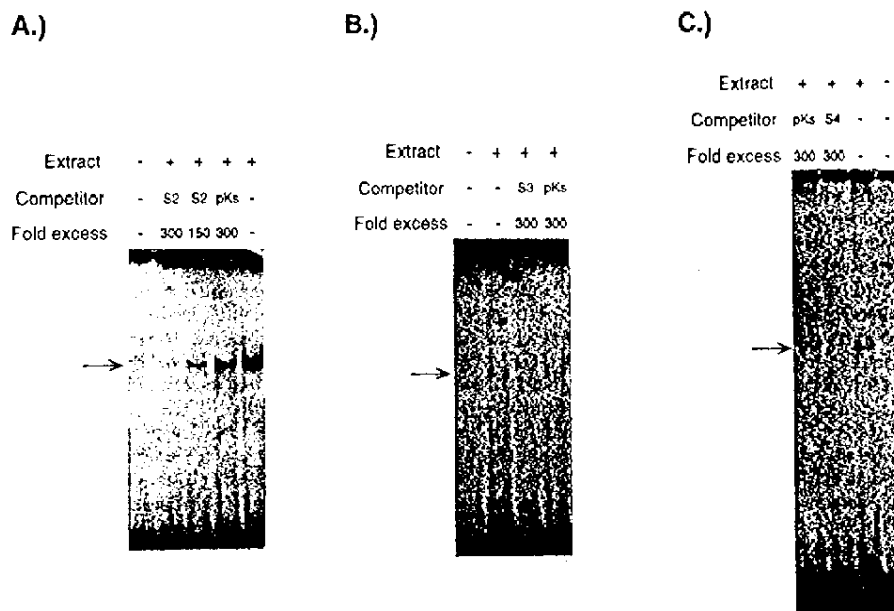 A.)
Extract - + + + +
Competitor - S2 S2 pKs -
Fold excess - 300 150 300 -
B.)
Extract - + + +
Competitor - - S3 pKs
Fold excess - - 300 300
C.)
Extract + + + -
Competitor pKs S4 - -
Fold excess 300 300 - -